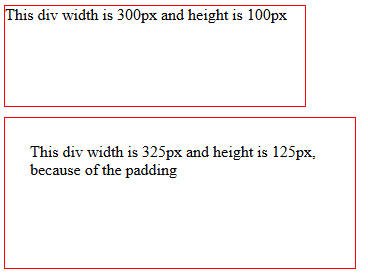 This div width is 300px and height is 100px
This div width is 325px and height is 125px,
because of the padding